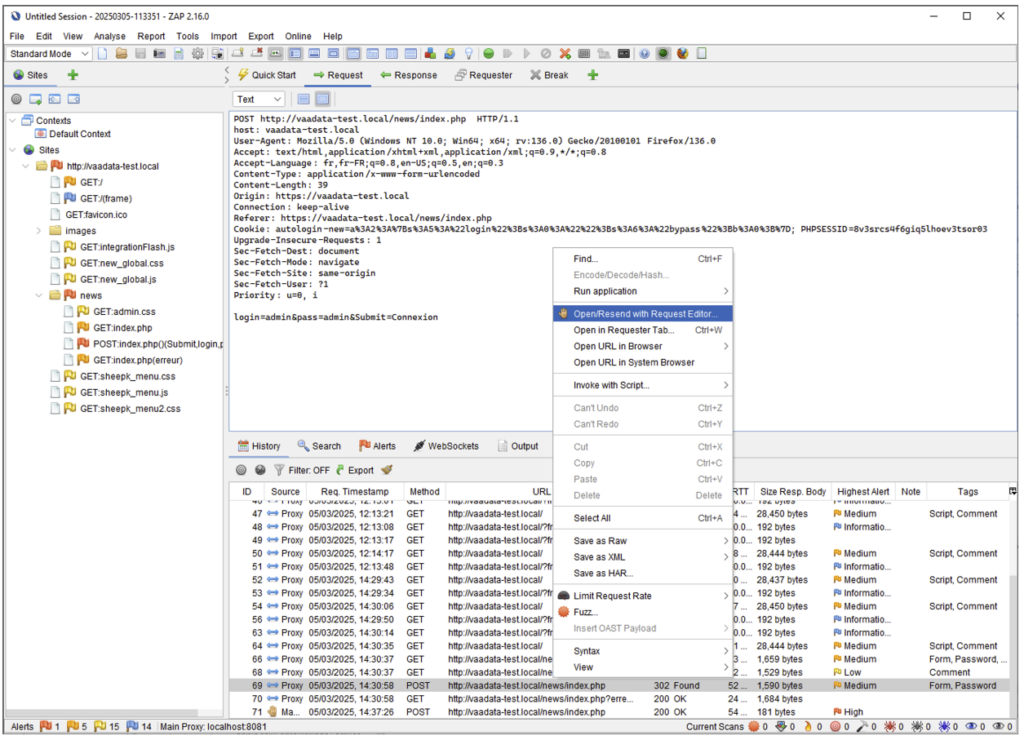 Untitled Session - 20250305-113351 - ZAP 2.16.0
File Edit View Analyse Report Tools Import Export Online Help
Standard Mode
Sites
Quick Start Request Response Requester Break
Text
Contexts
Default Context
Sites
http://vaadata-test.local
GET:/
GET:/(frame)
GET:favicon.ico
images
GET:integrationFlash.js
GET:new_global.css
GET:new_global.js
news
GET:admin.css
GET:index.php
POST:index.php()(Submit,login,p
GET:index.php(erreur)
GET:sheepk_menu.css
GET:sheepk_menu.js
GET:sheepk_menu2.css
POST http://vaadata-test.local/news/index.php HTTP/1.1
host: vaadata-test.local
User-Agent: Mozilla/5.0 (Windows NT 10.0; Win64; x64; rv:136.0) Gecko/20100101 Firefox/136.0
Accept: text/html,application/xhtml+xml,application/xml;q=0.9,*/*;q=0.8
Accept-Language: fr,fr-FR;q=0.8,en-US;q=0.5,en;q=0.3
Content-Type: application/x-www-form-urlencoded
Content-Length: 39
Origin: https://vaadata-test.local
Connection: keep-alive
Referer: https://vaadata-test.local/news/index.php
Cookie: autologin-new=a%3A2%3A%7Bs%3A5%3A%22login%22%3Bs%3A0%3A%22%22%3Bs%3A6%3A%22bypass%22%3Bb%3A0%3B%7D; PHPSESSID=8v3srcs4f6giq5lhoev3tsor03
Upgrade-Insecure-Requests: 1
Sec-Fetch-Dest: document
Sec-Fetch-Mode: navigate
Sec-Fetch-Site: same-origin
Sec-Fetch-User: ?1
Priority: u=0, i
login=admin&pass=admin&Submit=Connexion
Find... Ctrl+F
Encode/Decode/Hash...
Run application
Open/Resend with Request Editor...
Open in Requester Tab... Ctrl+W
Open URL in Browser
Open URL in System Browser
Invoke with Script...
Can't Undo Ctrl+Z
Can't Redo Ctrl+Y
Cut Ctrl+X
Copy Ctrl+C
Paste Ctrl+V
Delete Delete
Select All Ctrl+A
Save as Raw
Save as XML
Save as HAR...
Limit Request Rate
Fuzz...
Insert OAST Payload
Syntax
View
History Search Alerts WebSockets Output
Filter: OFF Export
ID Source Req. Timestamp Method URL RTT Size Resp. Body Highest Alert Note Tags
47 Proxy 05/03/2025, 12:13:21 GET http://vaadata-test.local/ 4 ... 28,450 bytes Medium Script, Comment
48 Proxy 05/03/2025, 12:13:08 GET http://vaadata-test.local/?fr 0.0... 192 bytes Informatio...
49 Proxy 05/03/2025, 12:13:17 GET http://vaadata-test.local/?fr 0.0... 192 bytes
50 Proxy 05/03/2025, 12:14:17 GET http://vaadata-test.local/ 8 ... 28,444 bytes Medium Script, Comment
51 Proxy 05/03/2025, 12:13:48 GET http://vaadata-test.local/?fr 0.0... 192 bytes Informatio...
52 Proxy 05/03/2025, 14:29:43 GET http://vaadata-test.local/ 0 ... 28,437 bytes Medium Script, Comment
53 Proxy 05/03/2025, 14:29:34 GET http://vaadata-test.local/?fr 0.0... 192 bytes Informatio...
54 Proxy 05/03/2025, 14:30:06 GET http://vaadata-test.local/ 7 ... 28,450 bytes Medium Script, Comment
56 Proxy 05/03/2025, 14:29:50 GET http://vaadata-test.local/?fr 0.0... 192 bytes Informatio...
63 Proxy 05/03/2025, 14:30:14 GET http://vaadata-test.local/?fr 0.0... 192 bytes Informatio...
64 Proxy 05/03/2025, 14:30:35 GET http://vaadata-test.local/ 1 ... 28,444 bytes Medium Script, Comment
66 Proxy 05/03/2025, 14:30:37 GET http://vaadata-test.local/ne 3 ... 1,659 bytes Medium Form, Password, ...
68 Proxy 05/03/2025, 14:30:37 GET http://vaadata-test.local/ne 2 ... 1,529 bytes Low Comment
69 Proxy 05/03/2025, 14:30:58 POST http://vaadata-test.local/news/index.php 302 Found 52 ... 1,590 bytes Medium Form, Password
70 Proxy 05/03/2025, 14:30:58 GET http://vaadata-test.local/news/index.php?erre... 200 OK 24 ... 1,684 bytes
71 Ma... 05/03/2025, 14:37:26 POST http://vaadata-test.local/news/index.php 200 OK 54 ... 181 bytes High
Alerts 1 5 15 14 Main Proxy: localhost:8081 Current Scans 0 0 0 0 0 0 0 0 0 0